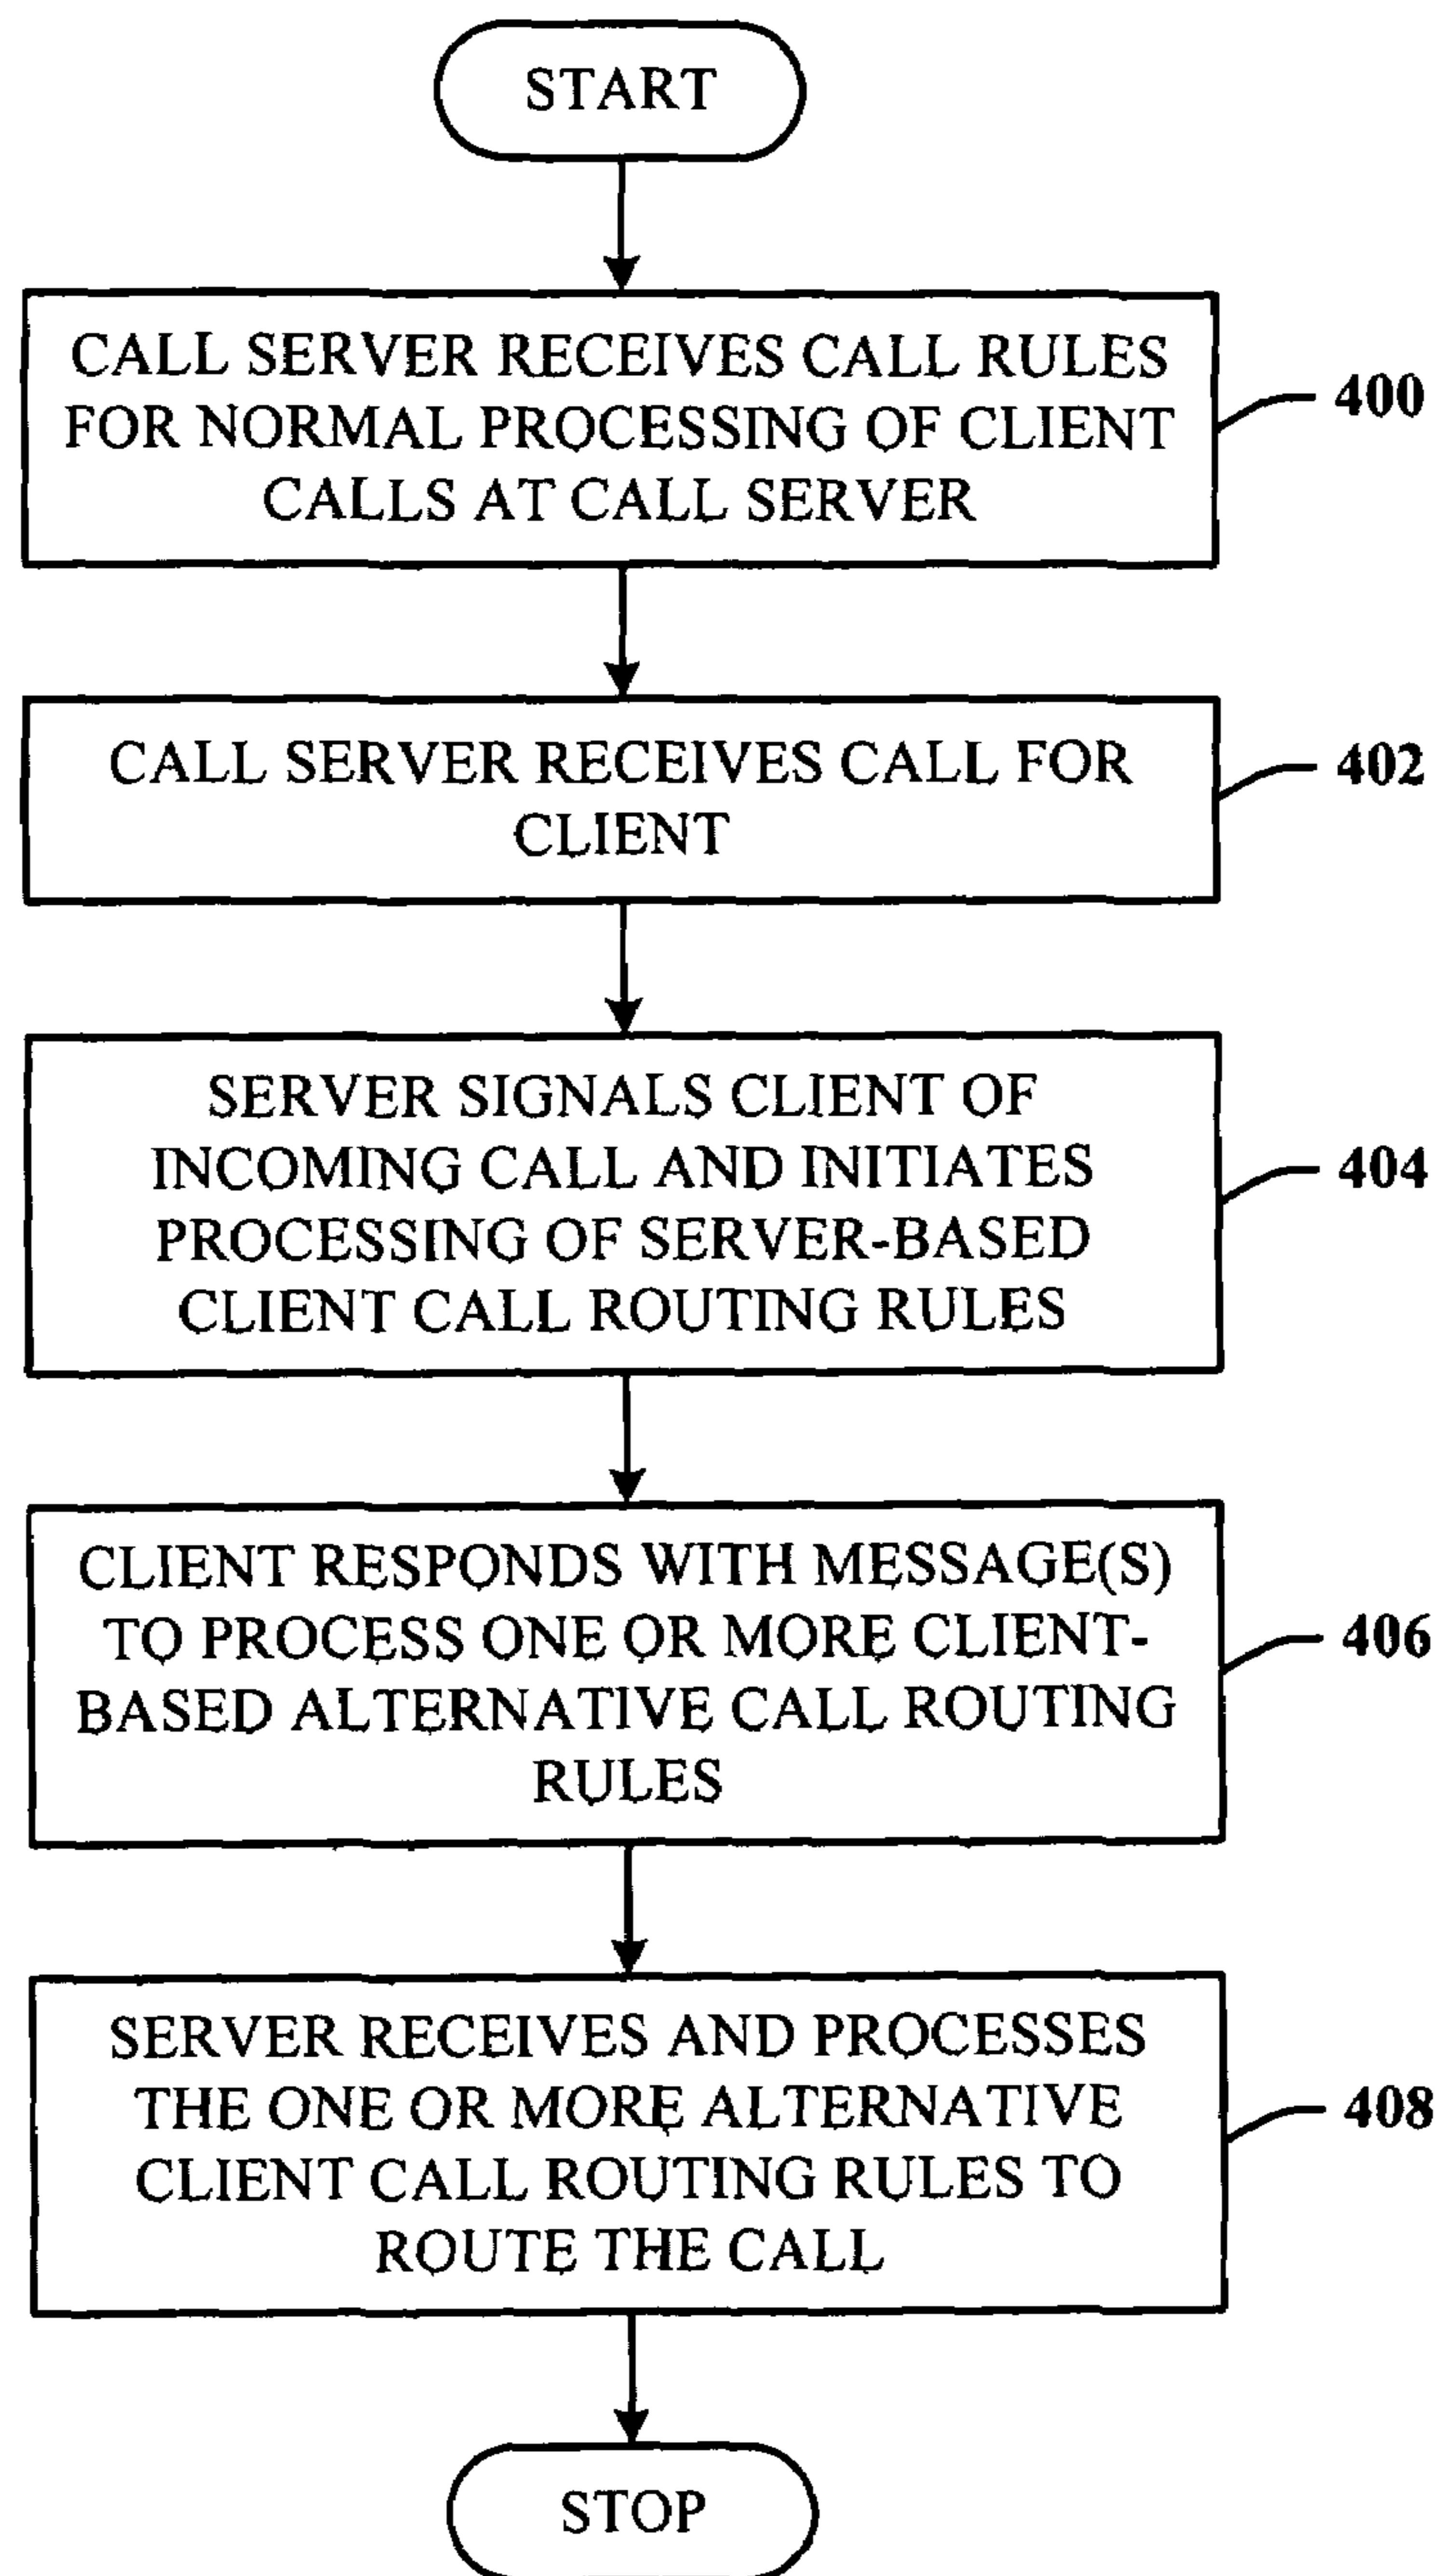 START
CALL SERVER RECEIVES CALL RULES
FOR NORMAL PROCESSING OF CLIENT
CALLS AT CALL SERVER
400
CALL SERVER RECEIVES CALL FOR
CLIENT
402
SERVER SIGNALS CLIENT OF
INCOMING CALL AND INITIATES
PROCESSING OF SERVER-BASED
CLIENT CALL ROUTING RULES
404
CLIENT RESPONDS WITH MESSAGE(S)
TO PROCESS ONE OR MORE CLIENT-
BASED ALTERNATIVE CALL ROUTING
RULES
406
SERVER RECEIVES AND PROCESSES
THE ONE OR MORE ALTERNATIVE
CLIENT CALL ROUTING RULES TO
ROUTE THE CALL
408
STOP